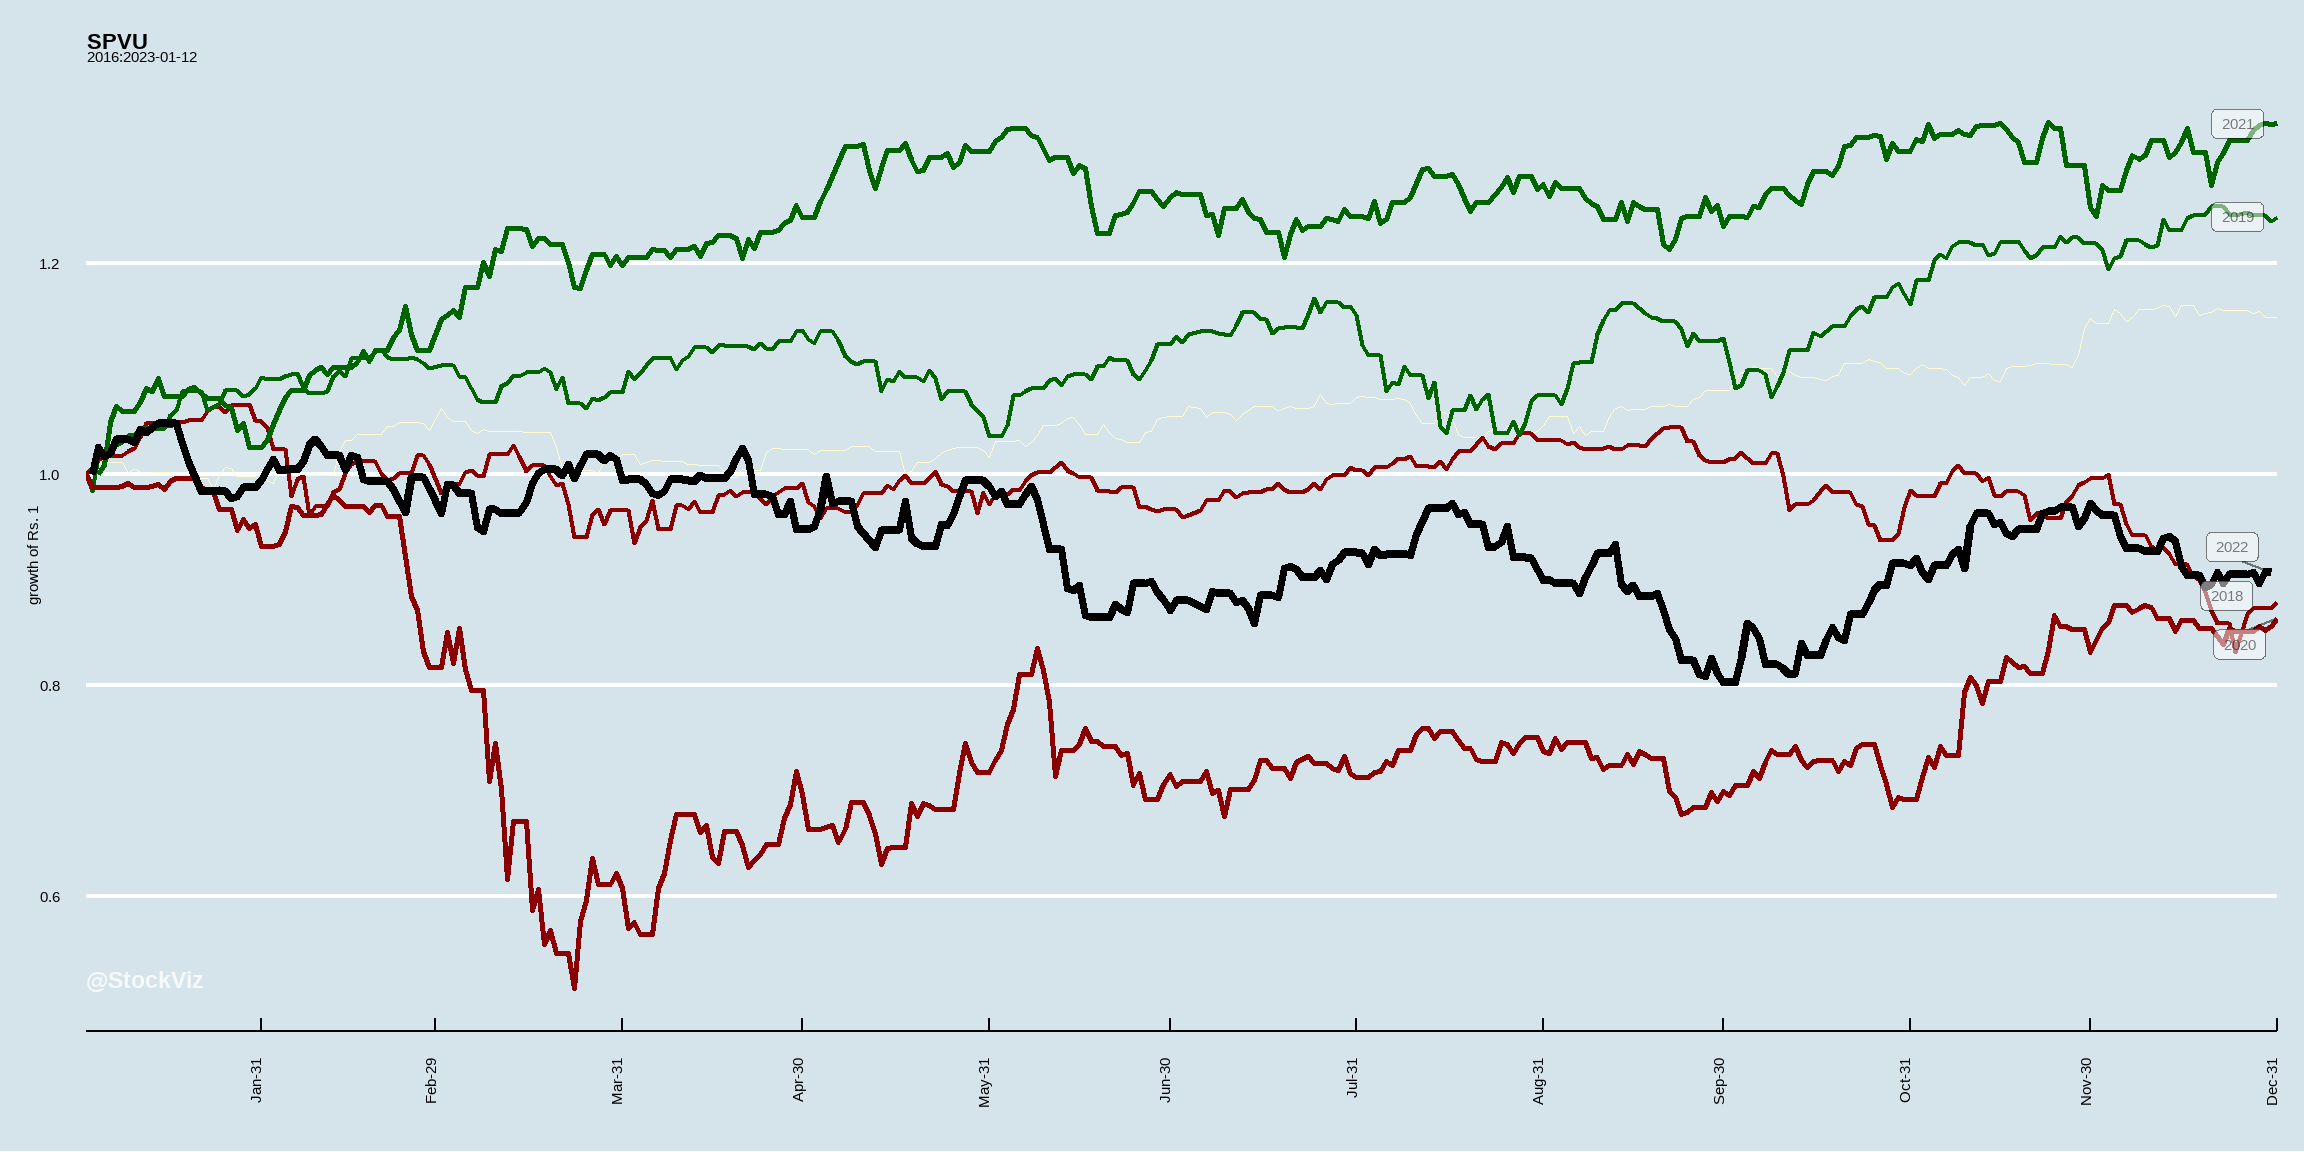 SPVU
2016:2023-01-12
2021
2019
1.2
1.0
2022
2018
2020
growth of Rs. 1
0.8
0.6
@StockViz
Jan-31
Feb-29
Mar-31
Apr-30
May-31
Jun-30
Jul-31
Aug-31
Sep-30
Oct-31
Nov-30
Dec-31